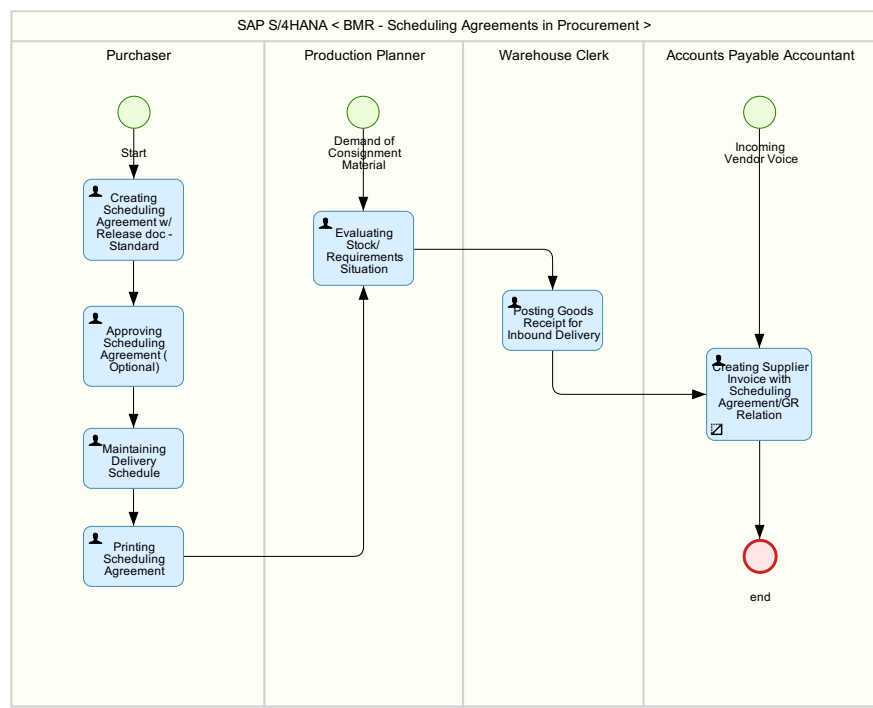 SAP S/4HANA < BMR - Scheduling Agreements in Procurement >
Purchaser
Production Planner
Warehouse Clerk
Accounts Payable Accountant
Start
Creating
Scheduling
Agreement w/
Release doc -
Standard
Approving
Scheduling
Agreement (
Optional)
Maintaining
Delivery
Schedule
Printing
Scheduling
Agreement
Demand of
Consignment
Material
Evaluating
Stock/
Requirements
Situation
Posting Goods
Receipt for
Inbound Delivery
Incoming
Vendor Voice
Creating Supplier
Invoice with
Scheduling
Agreement/GR
Relation
end